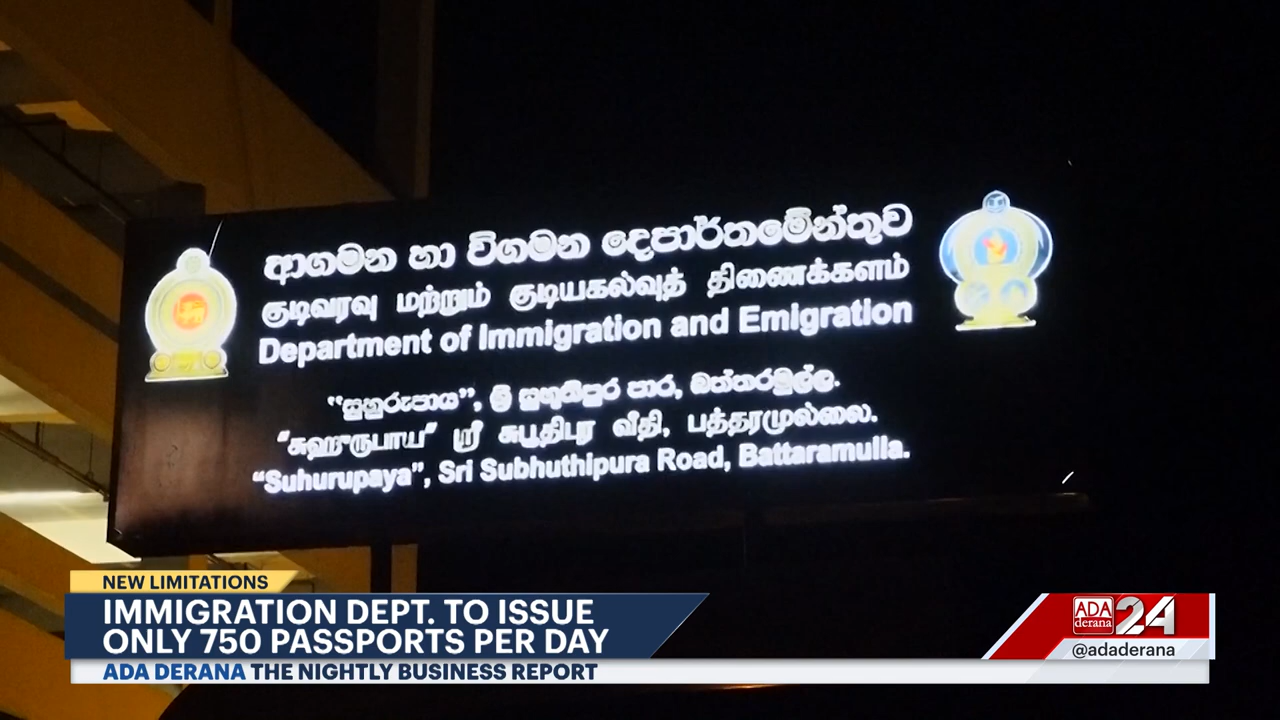 ආගමන හා විගමන දෙපාර්තමේන්තුව
குடிவரவு மற்றும் குடியகல்வுத் திணைக்களம்
Department of Immigration and Emigration
“සුහුරුපාය”, ශ්‍රී සුභූතිපුර පාර, බත්තරමුල්ල.
“சுஹுருபாய” ஸ்ரீ சுபூதிபுர வீதி, பத்தரமுல்லை.
“Suhurupaya”, Sri Subhuthipura Road, Battaramulla.
NEW LIMITATIONS
IMMIGRATION DEPT. TO ISSUE
ONLY 750 PASSPORTS PER DAY
ADA DERANA THE NIGHTLY BUSINESS REPORT
ADA derana 24
@adaderana